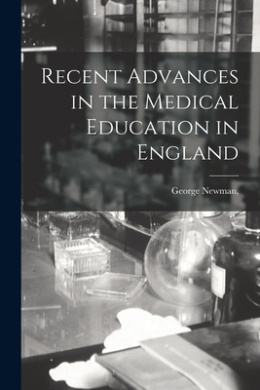 Recent Advances
in the Medical
Education in
England
George Newman,